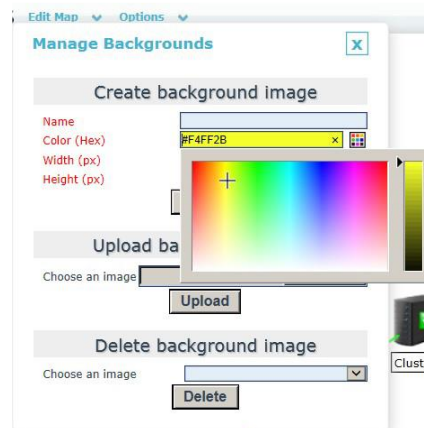 Edit Map Options
Manage Backgrounds X
Create background image
Name
Color (Hex) #F4FF2B ×
Width (px)
Height (px)
Upload ba
Choose an image
Upload
Delete background image
Choose an image
Delete
Clust